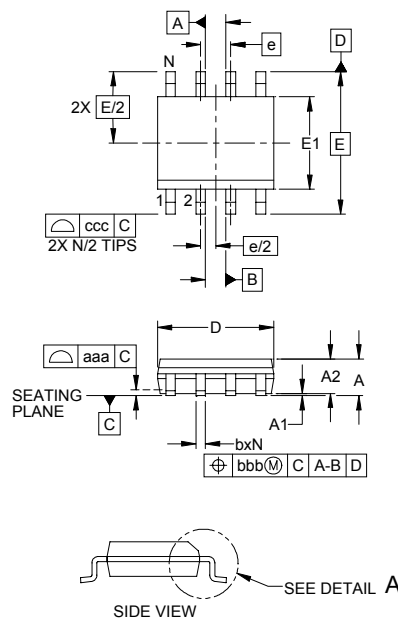 A
e
D
N
2X E/2
E1
E
1 2
ccc C
2X N/2 TIPS
e/2
B
D
aaa C
A2 A
SEATING
PLANE
C
A1
bxN
⌖ bbbⓂ C A-B D
SEE DETAIL A
SIDE VIEW